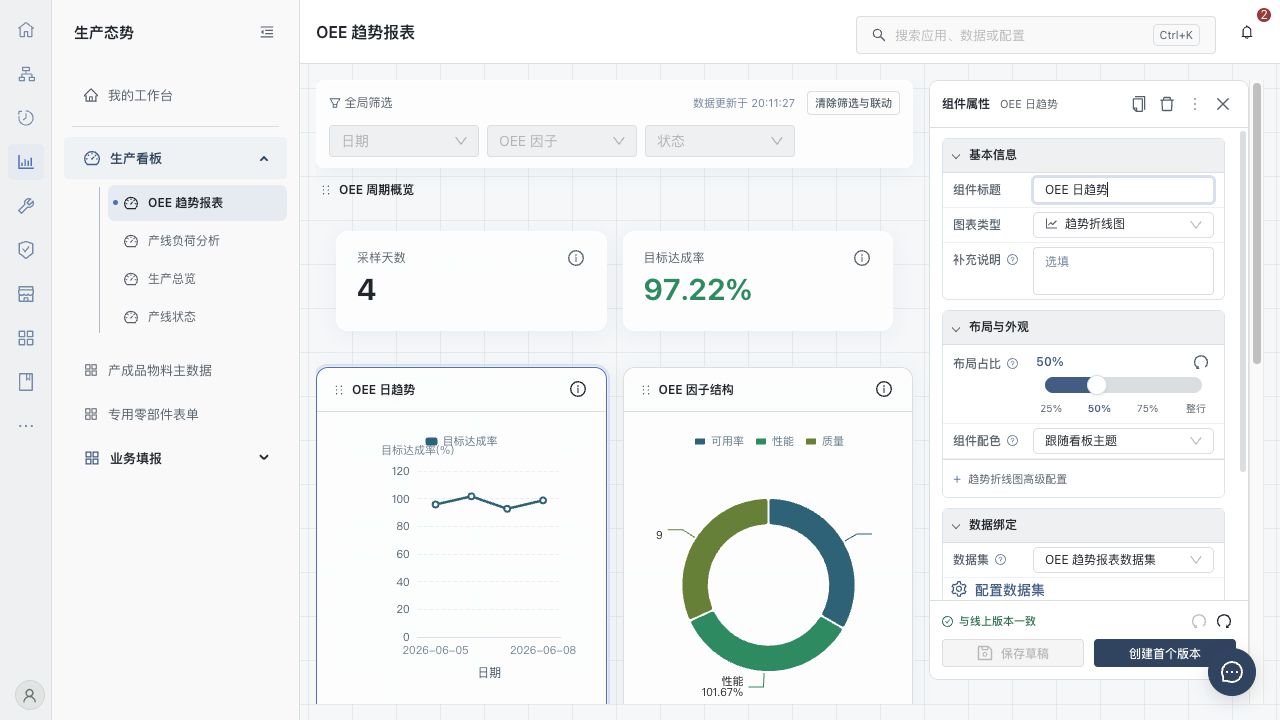 生产态势
OEE 趋势报表
搜索应用、数据或配置
Ctrl+K
2
我的工作台
生产看板
OEE 趋势报表
产线负荷分析
生产总览
产线状态
产成品物料主数据
专用零部件表单
业务填报
全局筛选
数据更新于 20:11:27
清除筛选与联动
日期
OEE 因子
状态
OEE 周期概览
采样天数
4
目标达成率
97.22%
OEE 日趋势
目标达成率
目标达成率(%)
120
100
80
60
40
20
0
2026-06-05
2026-06-08
日期
OEE 因子结构
可用率
性能
质量
9
性能
101.67%
组件属性
OEE 日趋势
基本信息
组件标题
OEE 日趋势
图表类型
趋势折线图
补充说明
选填
布局与外观
布局占比
50%
25%
50%
75%
整行
组件配色
跟随看板主题
+ 趋势折线图高级配置
数据绑定
数据集
OEE 趋势报表数据集
配置数据集
与线上版本一致
保存草稿
创建首个版本